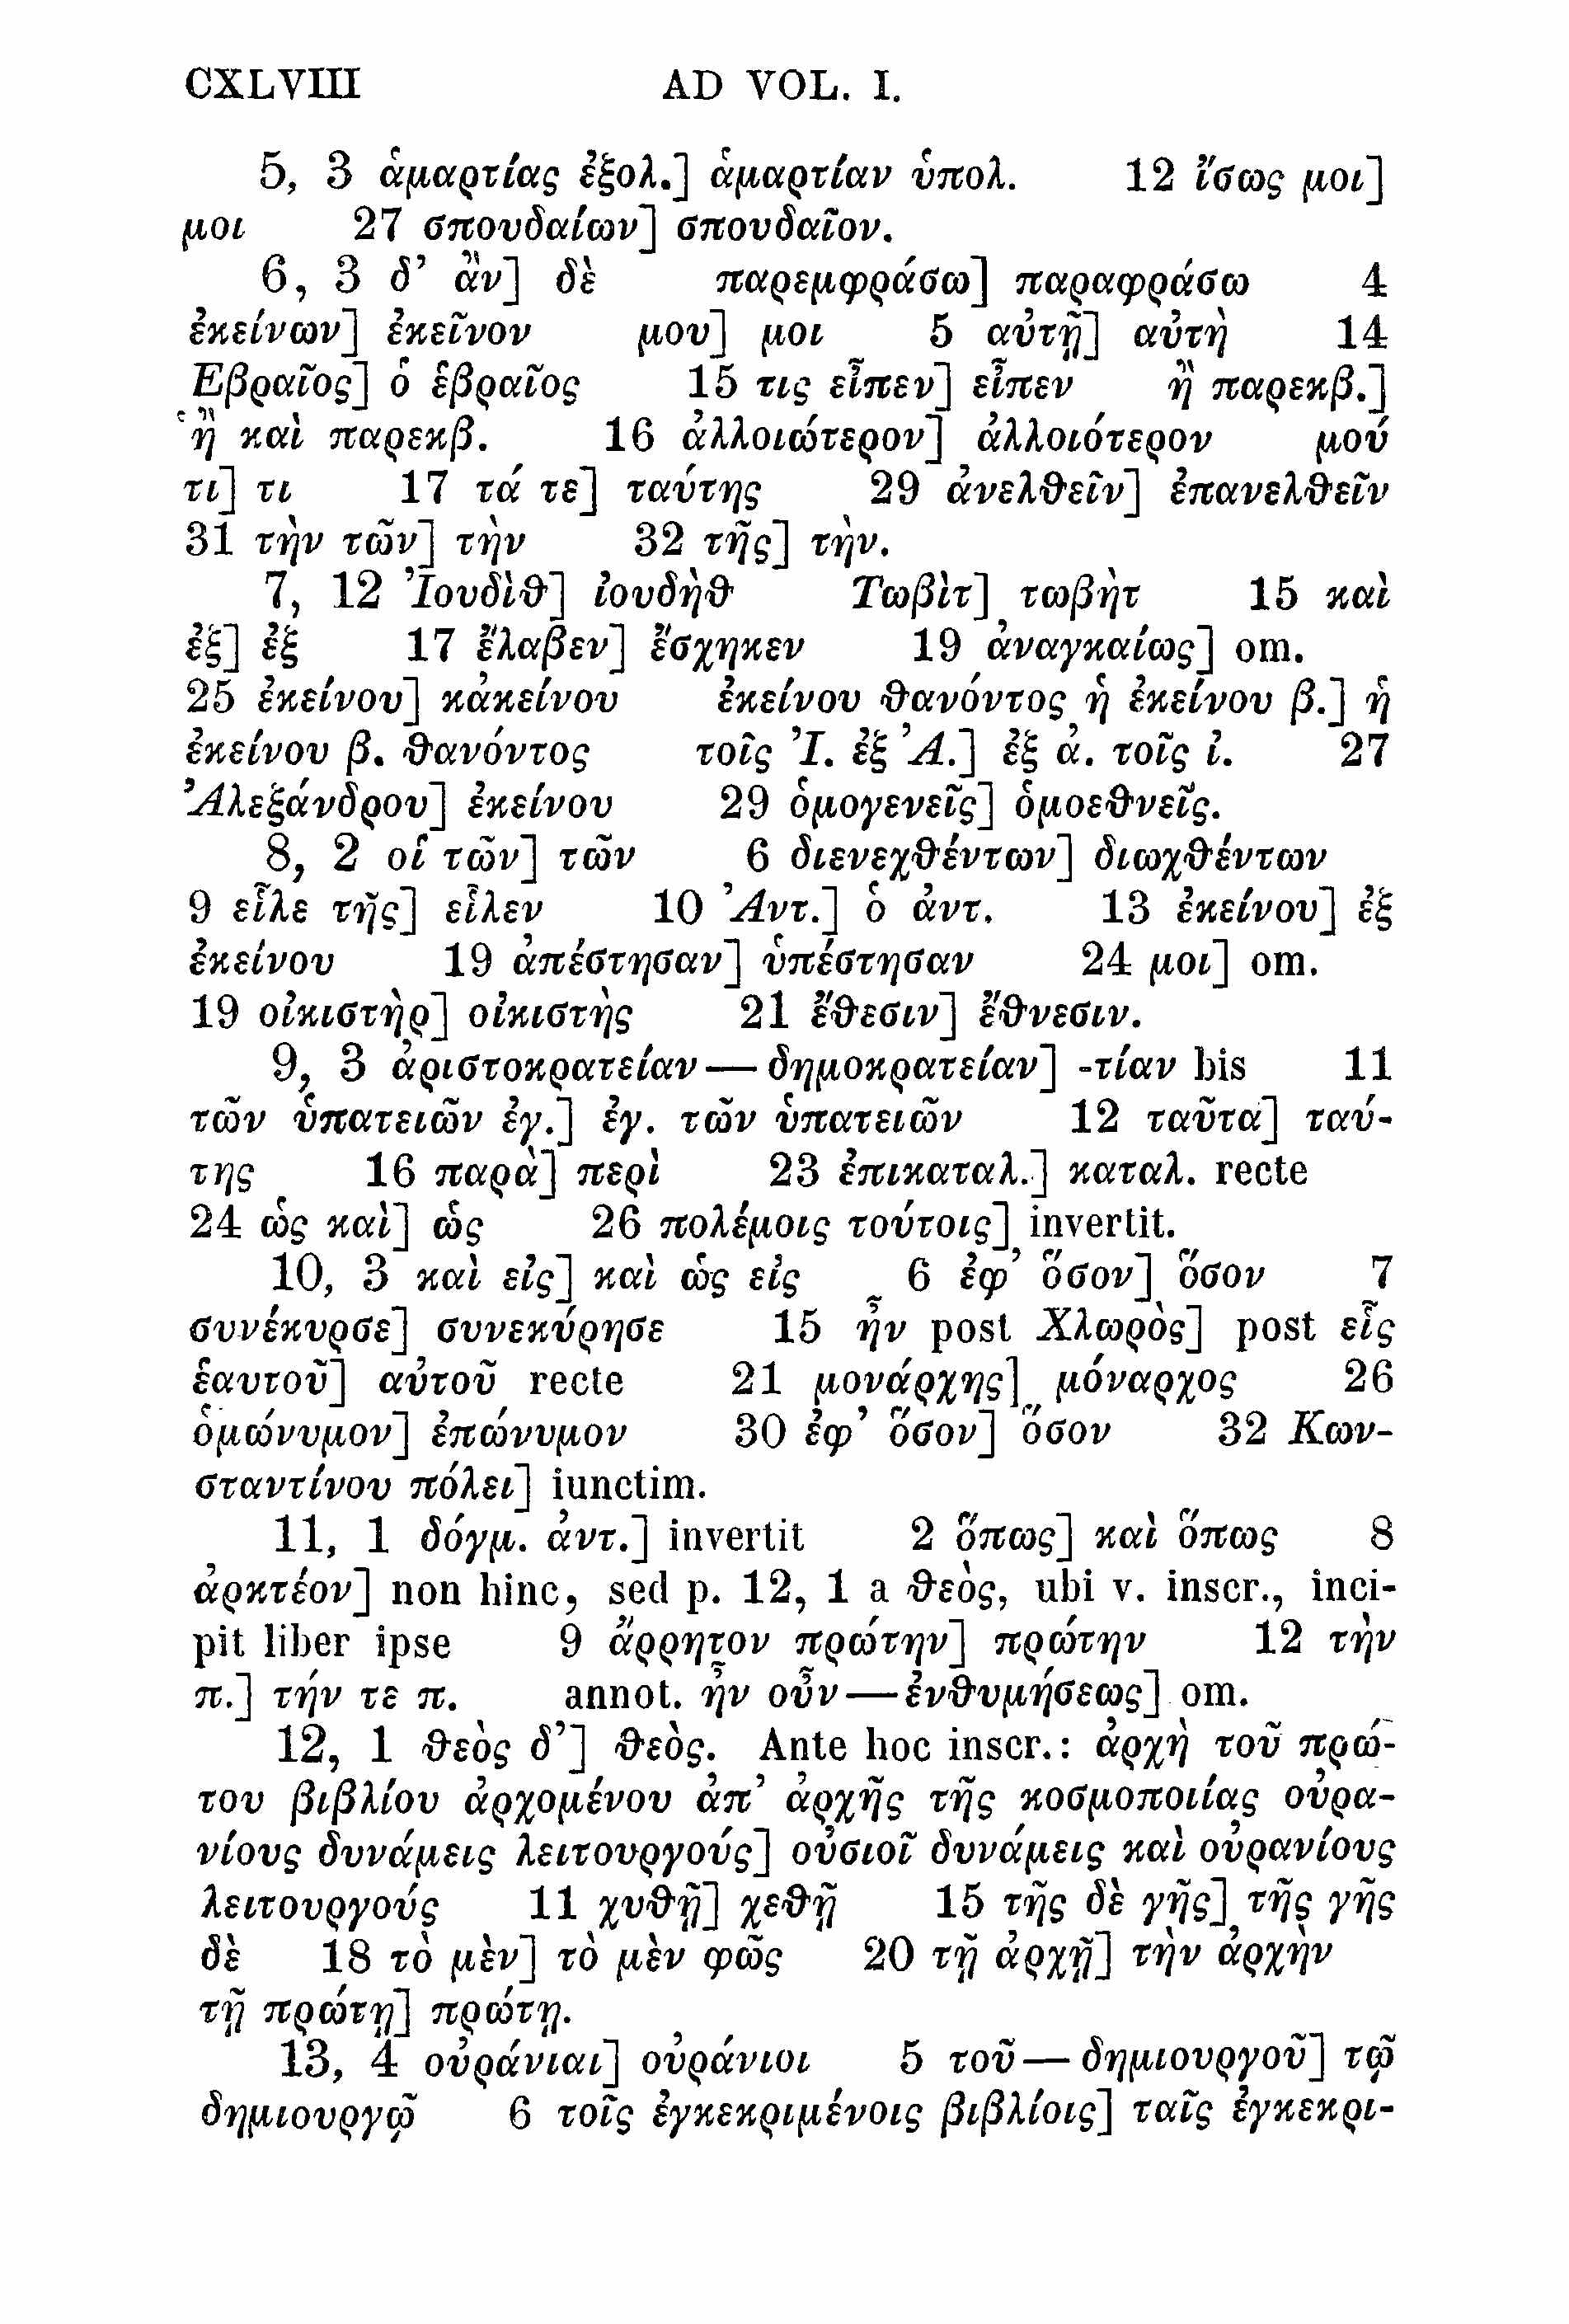 CXLVIII AD VOL. I.
5, 3 ἁμαρτίας ἐξολ.] ἁμαρτίαν ὑπολ. 12 ἴσως μοι]
μοι 27 σπουδαίων] σπουδαῖον.
6, 3 δ’ ἂν] δὲ παρεμφράσω] παραφράσω 4
ἐκείνων] ἐκεῖνον μου] μοι 5 αὐτῇ] αὐτὴ 14
Ἑβραῖος] ὁ ἑβραῖος 15 τις εἶπεν] εἶπεν ἢ παρεκβ.]
ἢ καὶ παρεκβ. 16 ἀλλοιώτερον] ἀλλοιότερον μού
τι] τι 17 τά τε] ταύτης 29 ἀνελθεῖν] ἐπανελθεῖν
31 τὴν τῶν] τὴν 32 τῆς] τὴν.
7, 12 Ἰουδὶθ] ἰουδὴθ Τωβὶτ] τωβὴτ 15 καὶ
ἐξ] ἐξ 17 ἔλαβεν] ἔσχηκεν 19 ἀναγκαίως] om.
25 ἐκείνου] κἀκείνου ἐκείνου θανόντος ἡ ἐκείνου β.] ἡ
ἐκείνου β. θανόντος τοῖς Ἰ. ἐξ Ἀ.] ἐξ ἀ. τοῖς ἰ. 27
Ἀλεξάνδρου] ἐκείνου 29 ὁμογενεῖς] ὁμοεθνεῖς.
8, 2 οἱ τῶν] τῶν 6 διενεχθέντων] διωχθέντων
9 εἷλε τῆς] εἷλεν 10 Ἀντ.] ὁ ἀντ. 13 ἐκείνου] ἐξ
ἐκείνου 19 ἀπέστησαν] ὑπέστησαν 24 μοι] om.
19 οἰκιστὴρ] οἰκιστὴς 21 ἔθεσιν] ἔθνεσιν.
9, 3 ἀριστοκρατείαν — δημοκρατείαν] -τίαν bis 11
τῶν ὑπατειῶν ἐγ.] ἐγ. τῶν ὑπατειῶν 12 ταῦτα] ταύ-
της 16 παρὰ] περὶ 23 ἐπικαταλ.] καταλ. recte
24 ὡς καὶ] ὡς 26 πολέμοις τούτοις] invertit.
10, 3 καὶ εἰς] καὶ ὡς εἰς 6 ἐφ’ ὅσον] ὅσον 7
συνέκυρσε] συνεκύρησε 15 ἦν post Χλωρὸς] post εἷς
ἑαυτοῦ] αὐτοῦ recte 21 μονάρχης] μόναρχος 26
ὁμώνυμον] ἐπώνυμον 30 ἐφ’ ὅσον] ὅσον 32 Κων-
σταντίνου πόλει] iunctim.
11, 1 δόγμ. ἀντ.] invertit 2 ὅπως] καὶ ὅπως 8
ἀρκτέον] non hinc, sed p. 12, 1 a θεὸς, ubi v. inscr., inci-
pit liber ipse 9 ἄρρητον πρώτην] πρώτην 12 τὴν
π.] τήν τε π. annot. ἦν οὖν — ἐνθυμήσεως] om.
12, 1 θεὸς δ’] θεὸς. Ante hoc inscr.: ἀρχὴ τοῦ πρώ-
του βιβλίου ἀρχομένου ἀπ’ ἀρχῆς τῆς κοσμοποιίας οὐρα-
νίους δυνάμεις λειτουργούς] οὐσιοῖ δυνάμεις καὶ οὐρανίους
λειτουργούς 11 χυθῇ] χεθῇ 15 τῆς δὲ γῆς] τῆς γῆς
δὲ 18 τὸ μὲν] τὸ μὲν φῶς 20 τῇ ἀρχῇ] τὴν ἀρχὴν
τῇ πρώτῃ] πρώτῃ.
13, 4 οὐράνιαι] οὐράνιοι 5 τοῦ — δημιουργοῦ] τῷ
δημιουργῷ 6 τοῖς ἐγκεκριμένοις βιβλίοις] ταῖς ἐγκεκρι-